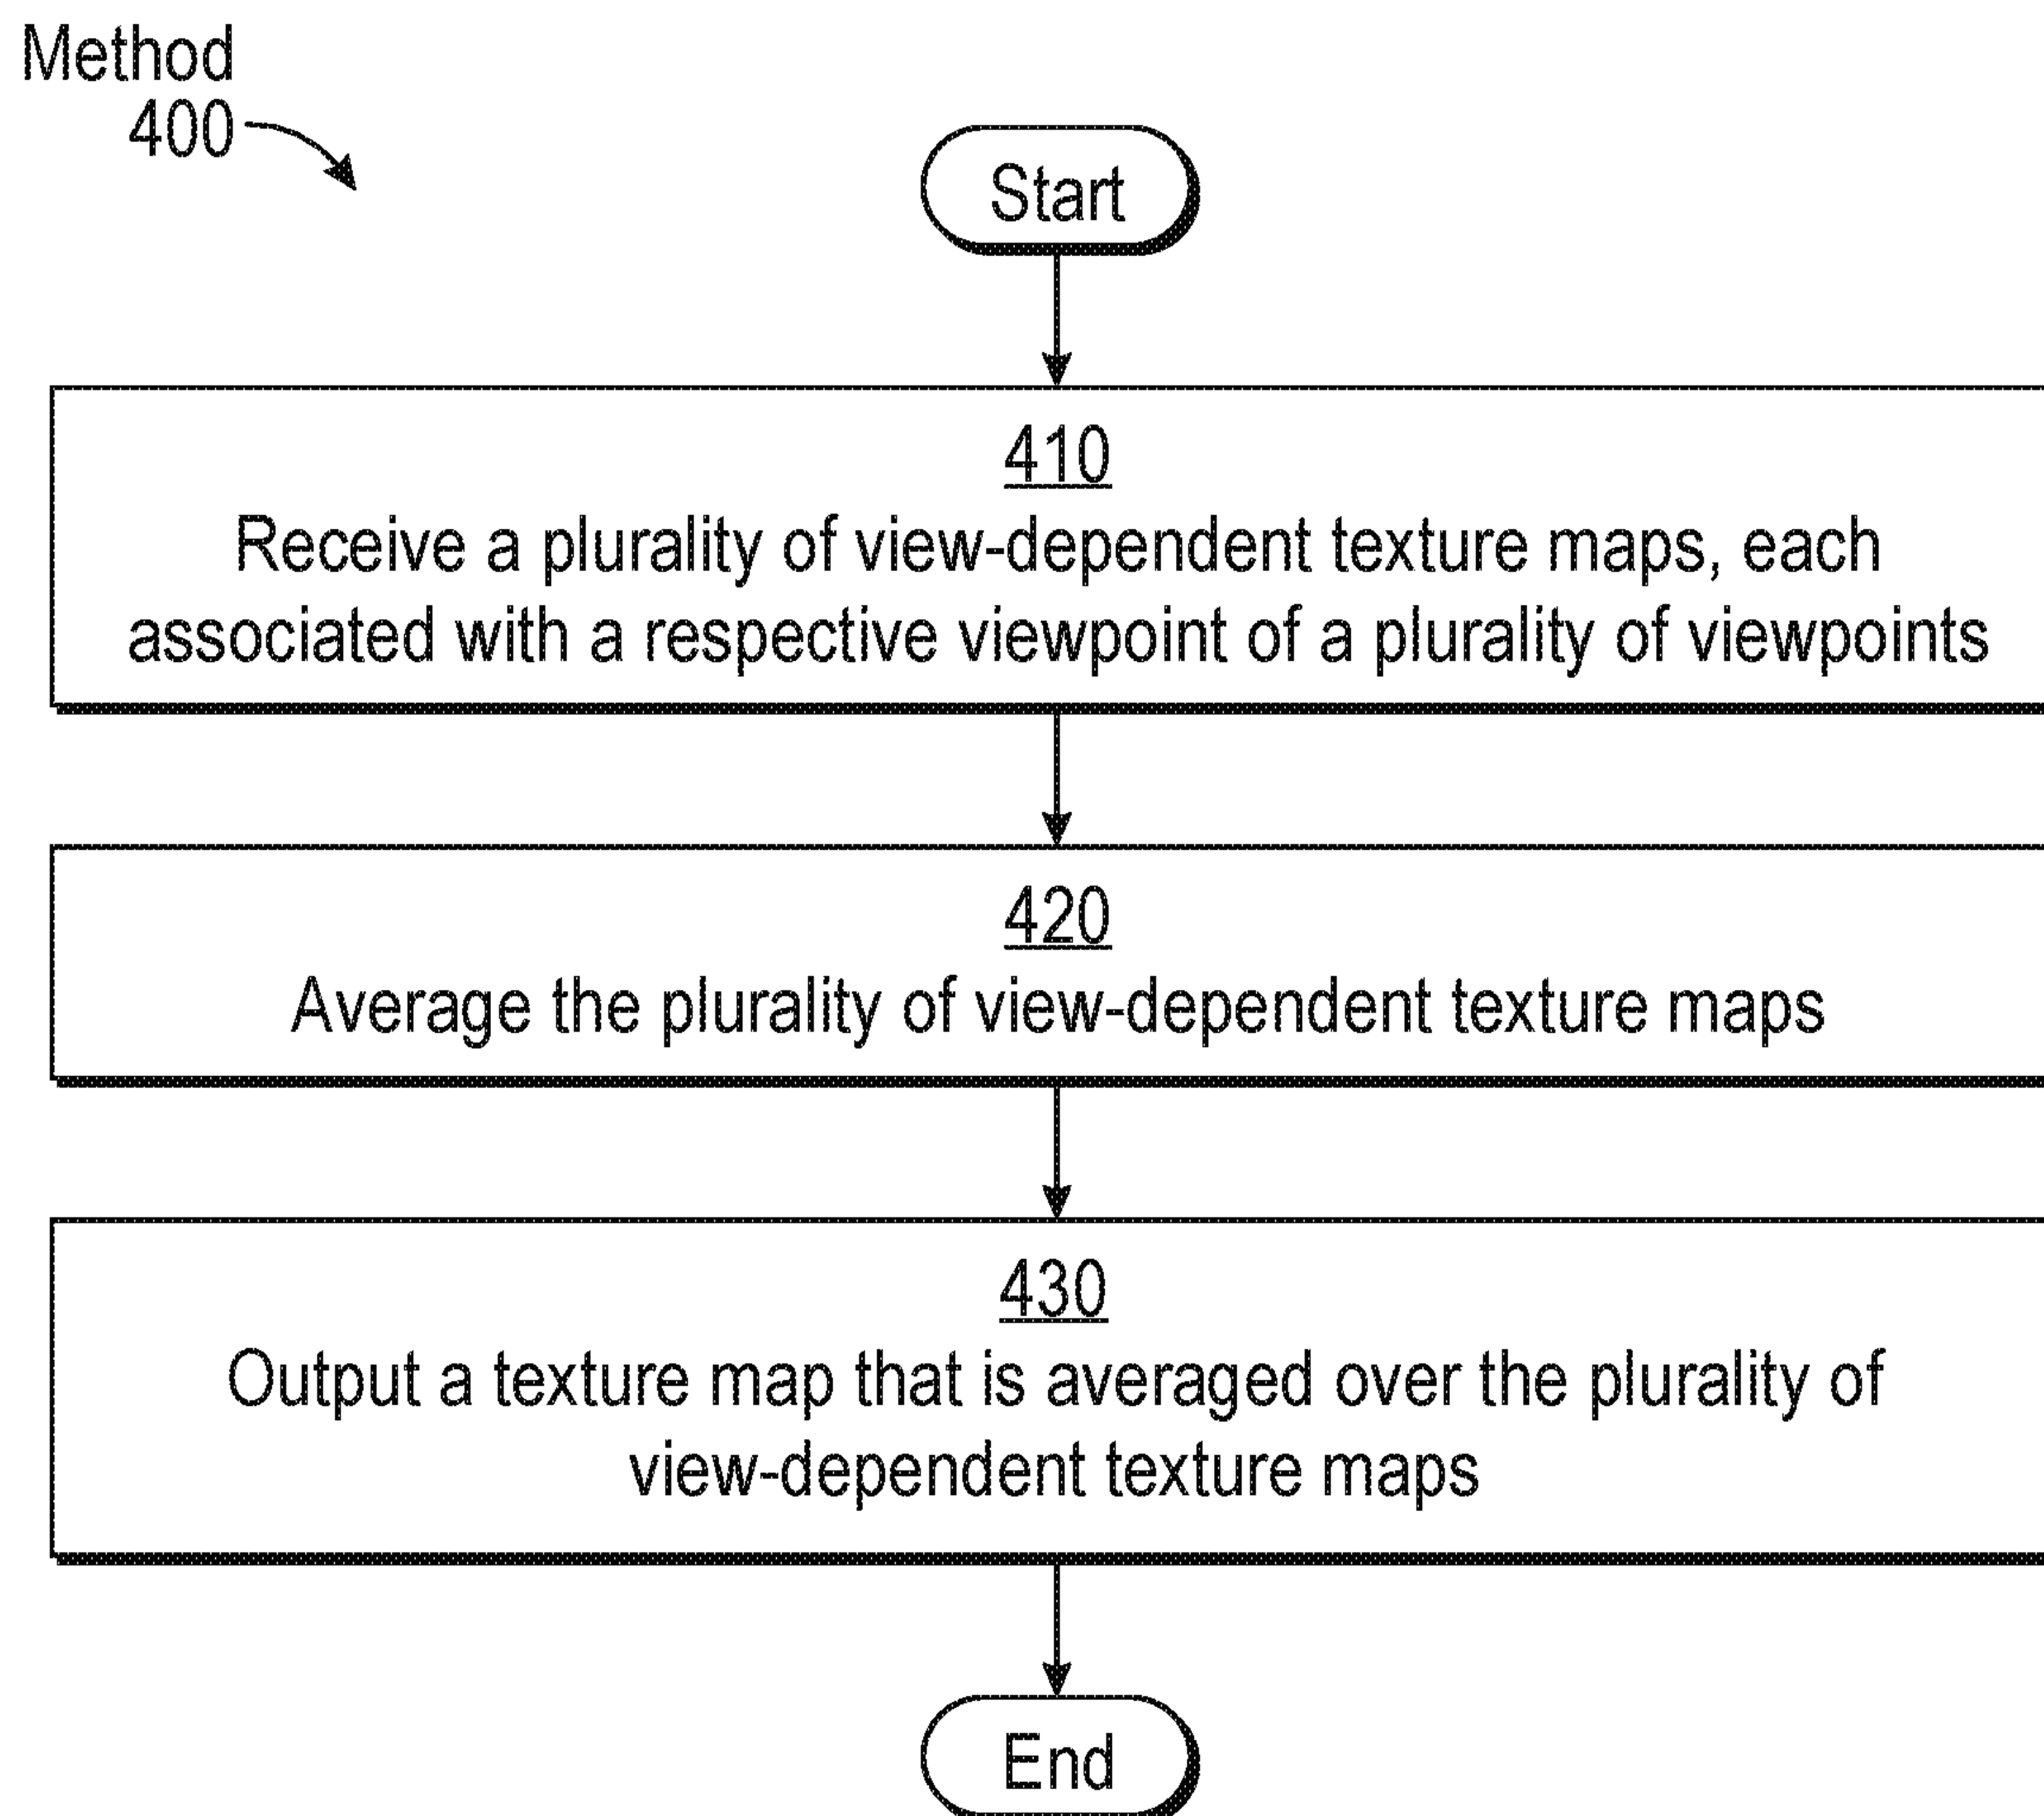 Method
400
Start
410
Receive a plurality of view-dependent texture maps, each
associated with a respective viewpoint of a plurality of viewpoints
420
Average the plurality of view-dependent texture maps
430
Output a texture map that is averaged over the plurality of
view-dependent texture maps
End